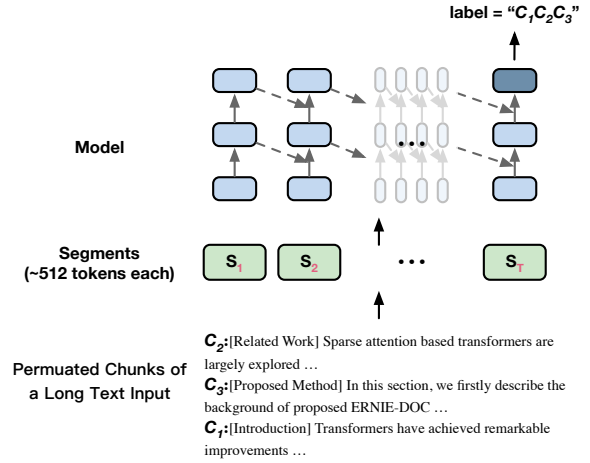 label = “C₁C₂C₃”
Model
...
Segments
(~512 tokens each)
S₁ S₂ ... S_T
Permuated Chunks of
a Long Text Input
C₂:[Related Work] Sparse attention based transformers are
largely explored …
C₃:[Proposed Method] In this section, we firstly describe the
background of proposed ERNIE-DOC …
C₁:[Introduction] Transformers have achieved remarkable
improvements …